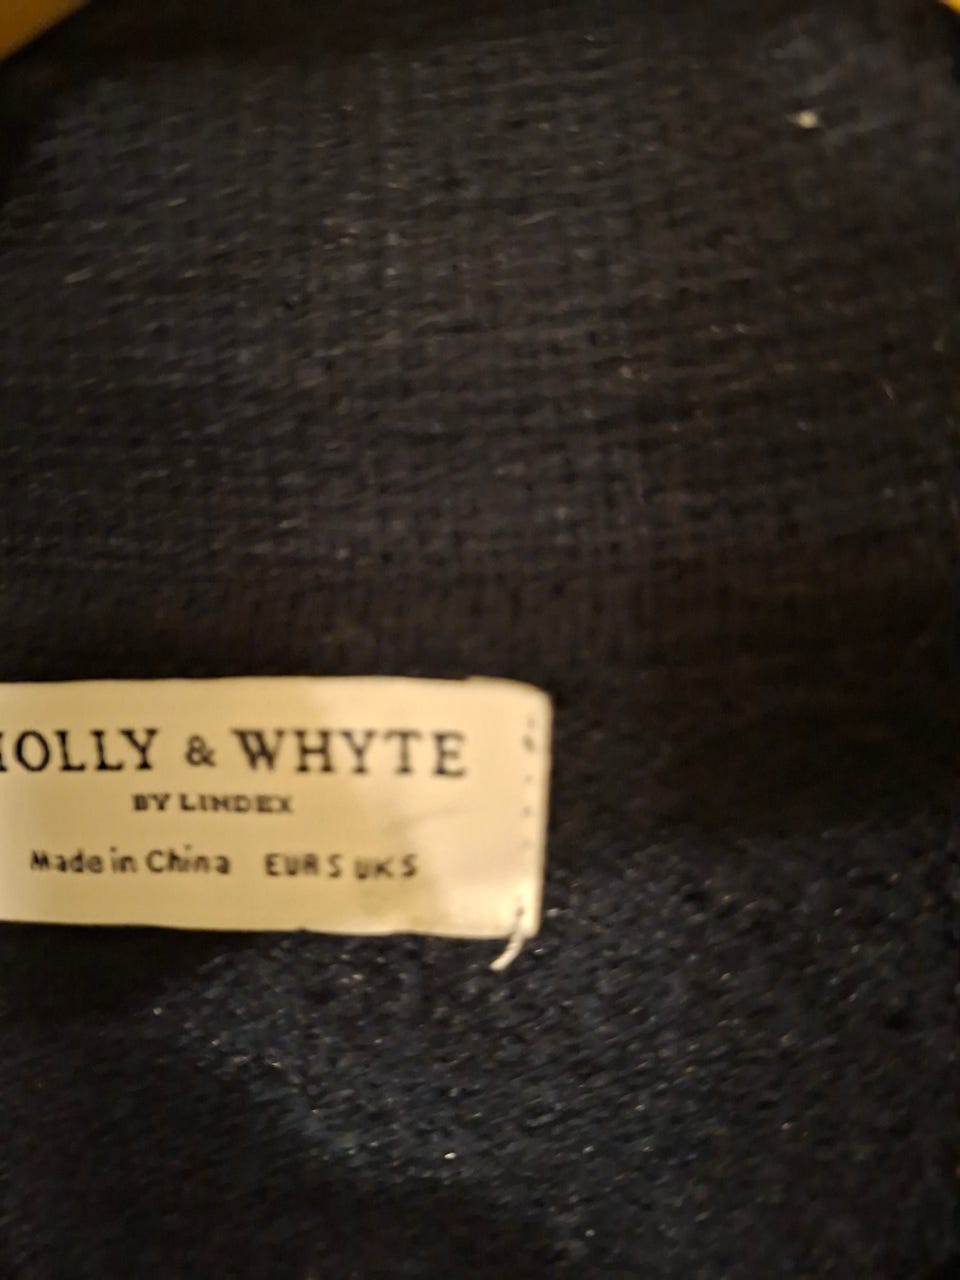 HOLLY & WHYTE
BY LINDEX
Made in China EUR S UK S